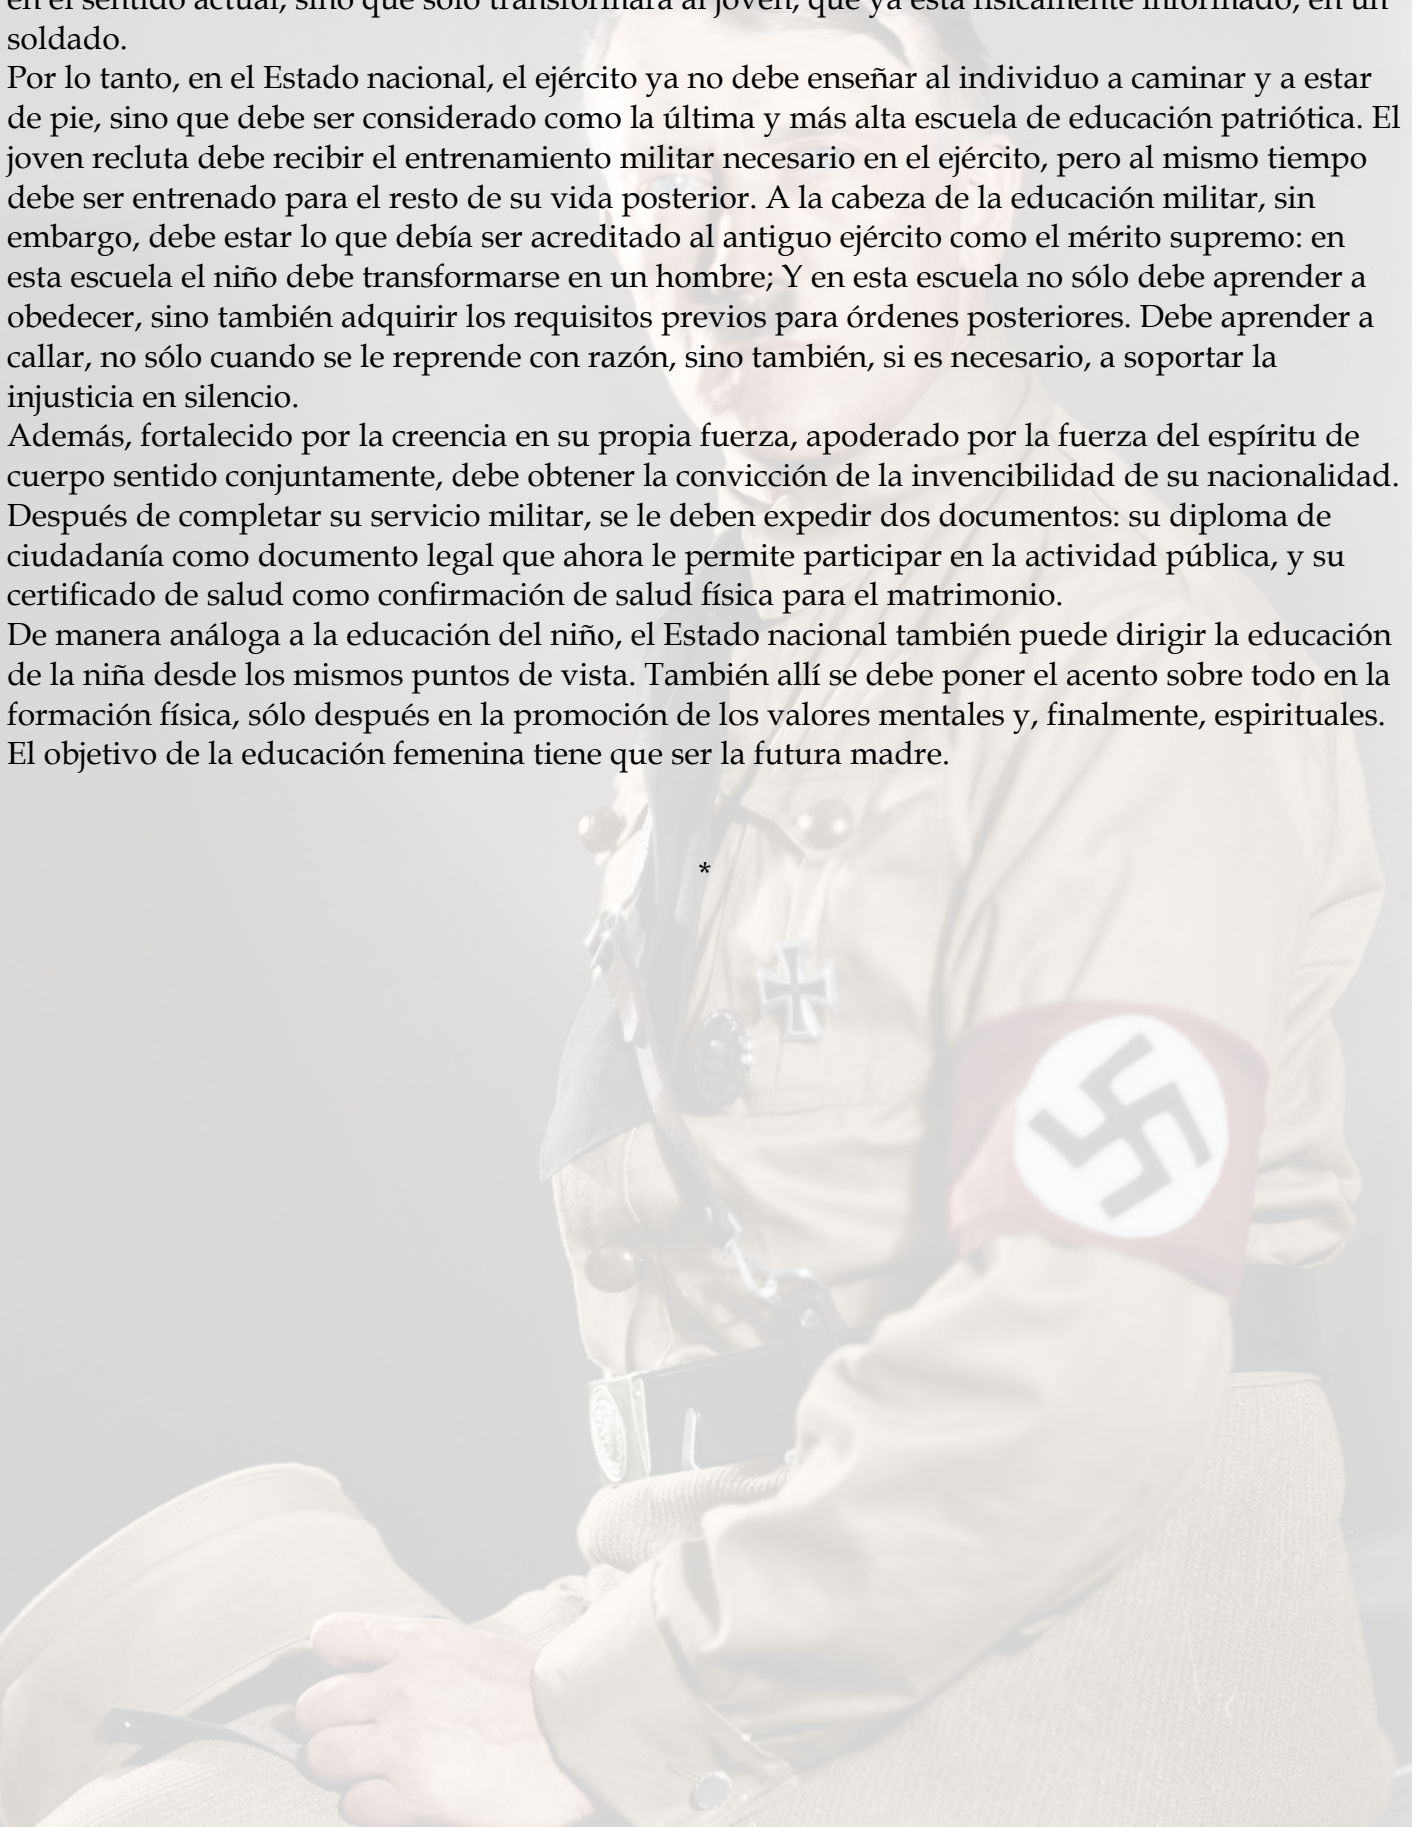 en el sentido actual, sino que sólo transformará al joven, que ya está físicamente informado, en un
soldado.
Por lo tanto, en el Estado nacional, el ejército ya no debe enseñar al individuo a caminar y a estar
de pie, sino que debe ser considerado como la última y más alta escuela de educación patriótica. El
joven recluta debe recibir el entrenamiento militar necesario en el ejército, pero al mismo tiempo
debe ser entrenado para el resto de su vida posterior. A la cabeza de la educación militar, sin
embargo, debe estar lo que debía ser acreditado al antiguo ejército como el mérito supremo: en
esta escuela el niño debe transformarse en un hombre; Y en esta escuela no sólo debe aprender a
obedecer, sino también adquirir los requisitos previos para órdenes posteriores. Debe aprender a
callar, no sólo cuando se le reprende con razón, sino también, si es necesario, a soportar la
injusticia en silencio.
Además, fortalecido por la creencia en su propia fuerza, apoderado por la fuerza del espíritu de
cuerpo sentido conjuntamente, debe obtener la convicción de la invencibilidad de su nacionalidad.
Después de completar su servicio militar, se le deben expedir dos documentos: su diploma de
ciudadanía como documento legal que ahora le permite participar en la actividad pública, y su
certificado de salud como confirmación de salud física para el matrimonio.
De manera análoga a la educación del niño, el Estado nacional también puede dirigir la educación
de la niña desde los mismos puntos de vista. También allí se debe poner el acento sobre todo en la
formación física, sólo después en la promoción de los valores mentales y, finalmente, espirituales.
El objetivo de la educación femenina tiene que ser la futura madre.
*